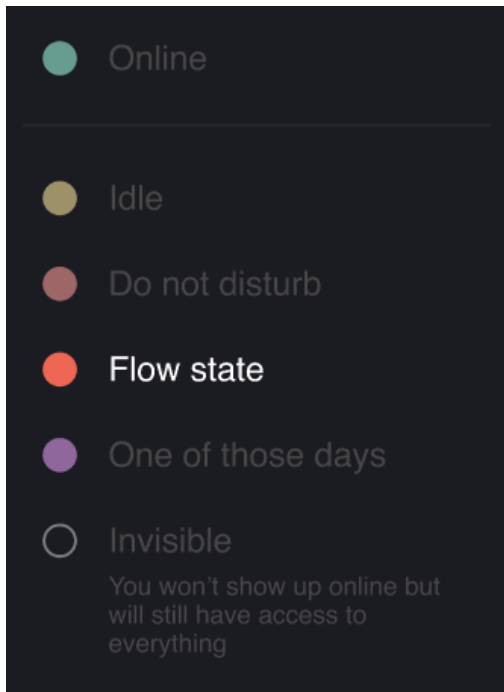 Online
Idle
Do not disturb
Flow state
One of those days
Invisible
You won’t show up online but
will still have access to
everything